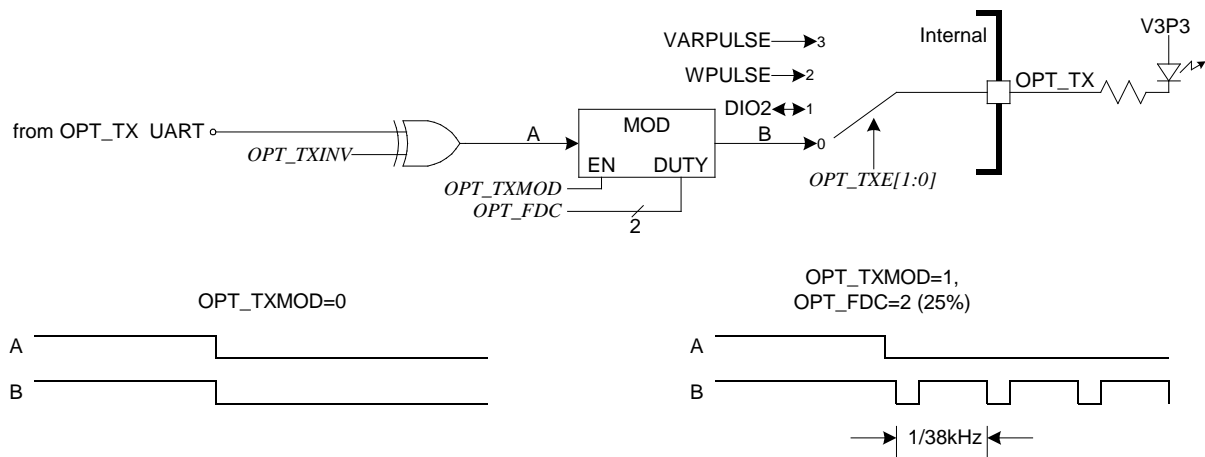 VARPULSE 3
WPULSE 2
DIO2 1
Internal
V3P3
OPT_TX
from OPT_TX UART
OPT_TXINV
A
MOD
EN DUTY
B
0
OPT_TXMOD
OPT_FDC
2
OPT_TXE[1:0]
OPT_TXMOD=0
A
B
OPT_TXMOD=1,
OPT_FDC=2 (25%)
A
B
1/38kHz